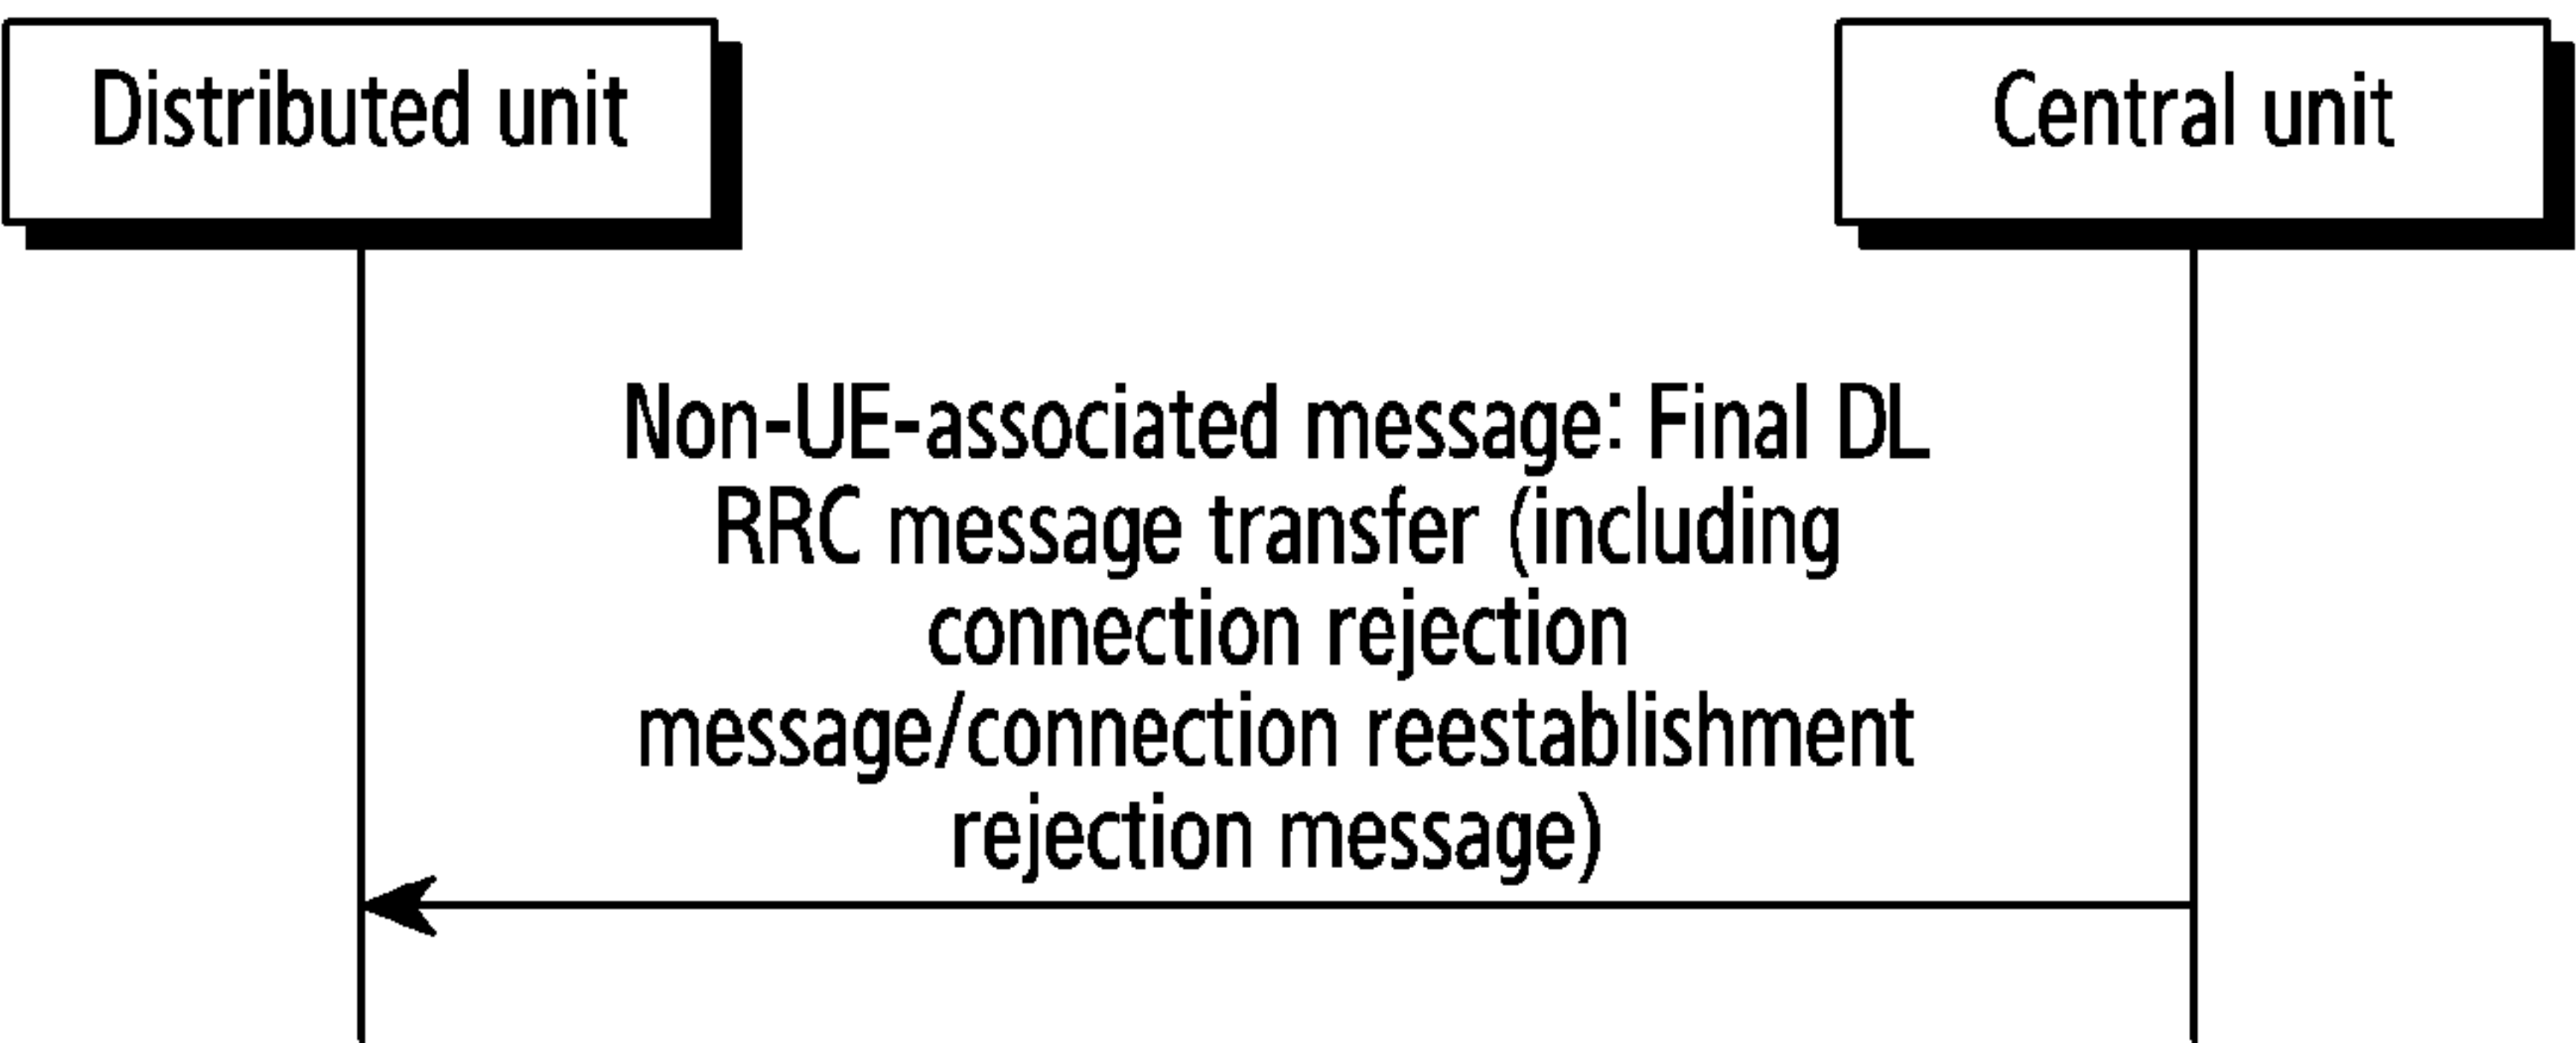 Distributed unit
Central unit
Non-UE-associated message: Final DL
RRC message transfer (including
connection rejection
message/connection reestablishment
rejection message)